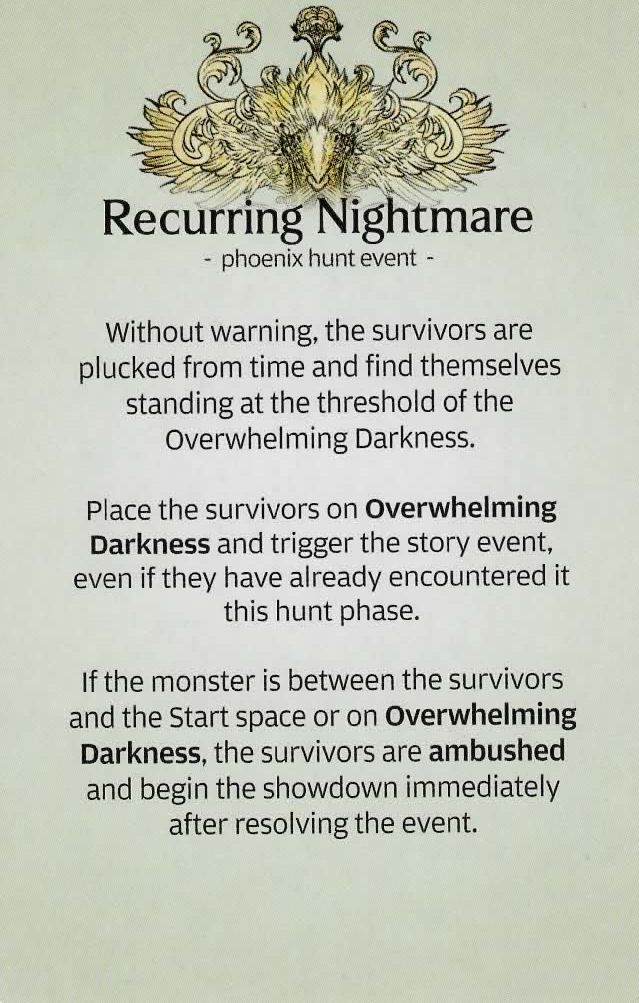 Recurring Nightmare
- phoenix hunt event -
Without warning, the survivors are
plucked from time and find themselves
standing at the threshold of the
Overwhelming Darkness.
Place the survivors on Overwhelming
Darkness and trigger the story event,
even if they have already encountered it
this hunt phase.
If the monster is between the survivors
and the Start space or on Overwhelming
Darkness, the survivors are ambushed
and begin the showdown immediately
after resolving the event.